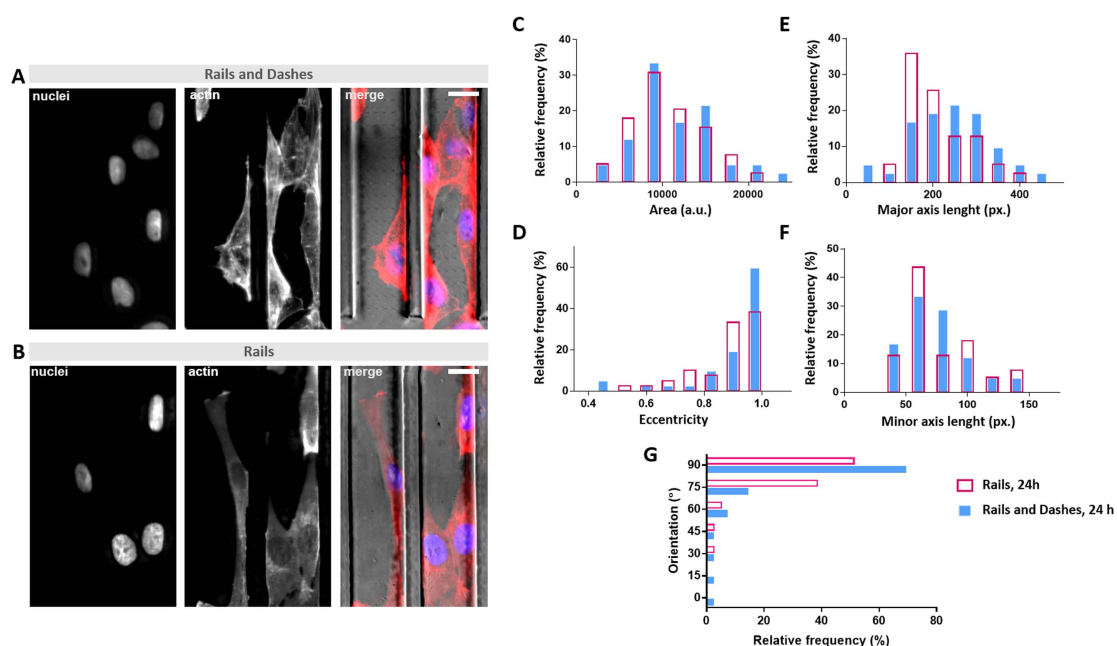 A
Rails and Dashes
nuclei
actin
merge
B
Rails
nuclei
actin
merge
C
Relative frequency (%)
40
30
20
10
0
10000
20000
Area (a.u.)
D
Relative frequency (%)
60
40
20
0
0.4
0.6
0.8
1.0
Eccentricity
E
Relative frequency (%)
40
30
20
10
0
0
200
400
Major axis lenght (px.)
F
Relative frequency (%)
50
40
30
20
10
0
0
50
100
150
Minor axis lenght (px.)
G
Orientation (°)
90
75
60
48
30
15
0
0
20
40
60
80
Relative frequency (%)
Rails, 24h
Rails and Dashes, 24 h